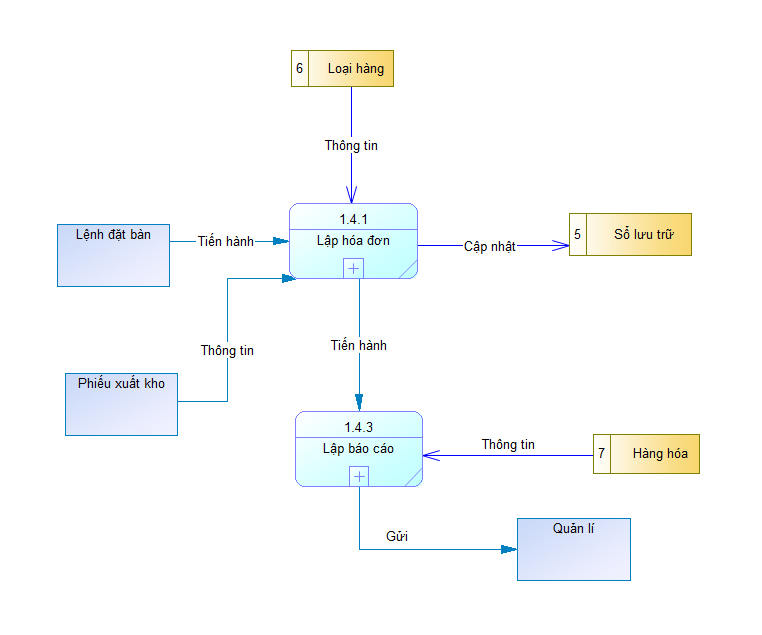 6 Loại hàng
Thông tin
1.4.1
Lập hóa đơn
Lệnh đặt bàn
Tiến hành
Cập nhật
5 Sổ lưu trữ
Thông tin
Phiếu xuất kho
Tiến hành
1.4.3
Lập báo cáo
Thông tin
7 Hàng hóa
Gửi
Quản lí